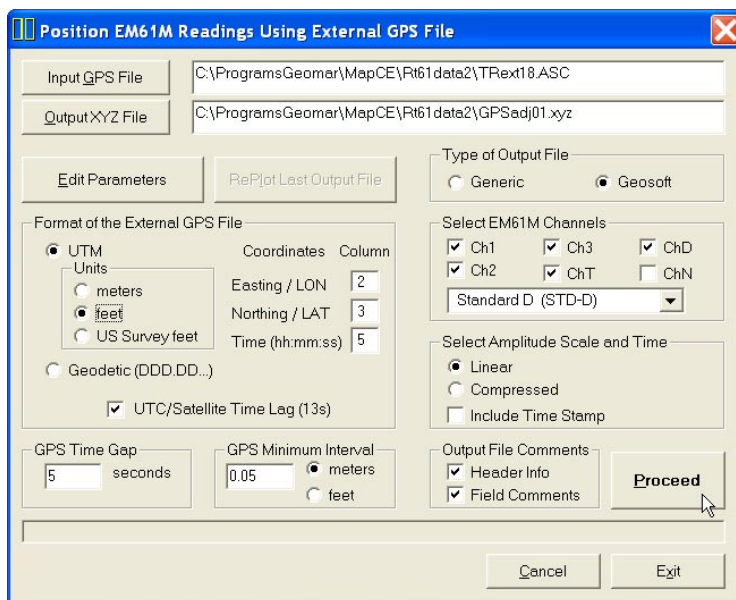 Position EM61M Readings Using External GPS File
Input GPS File
C:\ProgramsGeomar\MapCE\Rt61data2\TRext18.ASC
Output XYZ File
C:\ProgramsGeomar\MapCE\Rt61data2\GPSadj01.xyz
Edit Parameters
RePlot Last Output File
Type of Output File
Generic
Geosoft
Format of the External GPS File
UTM
Units
meters
feet
US Survey feet
Coordinates Column
Easting / LON 2
Northing / LAT 3
Time (hh:mm:ss) 5
Geodetic (DDD.DD...)
UTC/Satellite Time Lag (13s)
Select EM61M Channels
Ch1 Ch3 ChD
Ch2 ChT ChN
Standard D (STD-D)
Select Amplitude Scale and Time
Linear
Compressed
Include Time Stamp
GPS Time Gap
5 seconds
GPS Minimum Interval
0.05 meters
feet
Output File Comments
Header Info
Field Comments
Proceed
Cancel
Exit